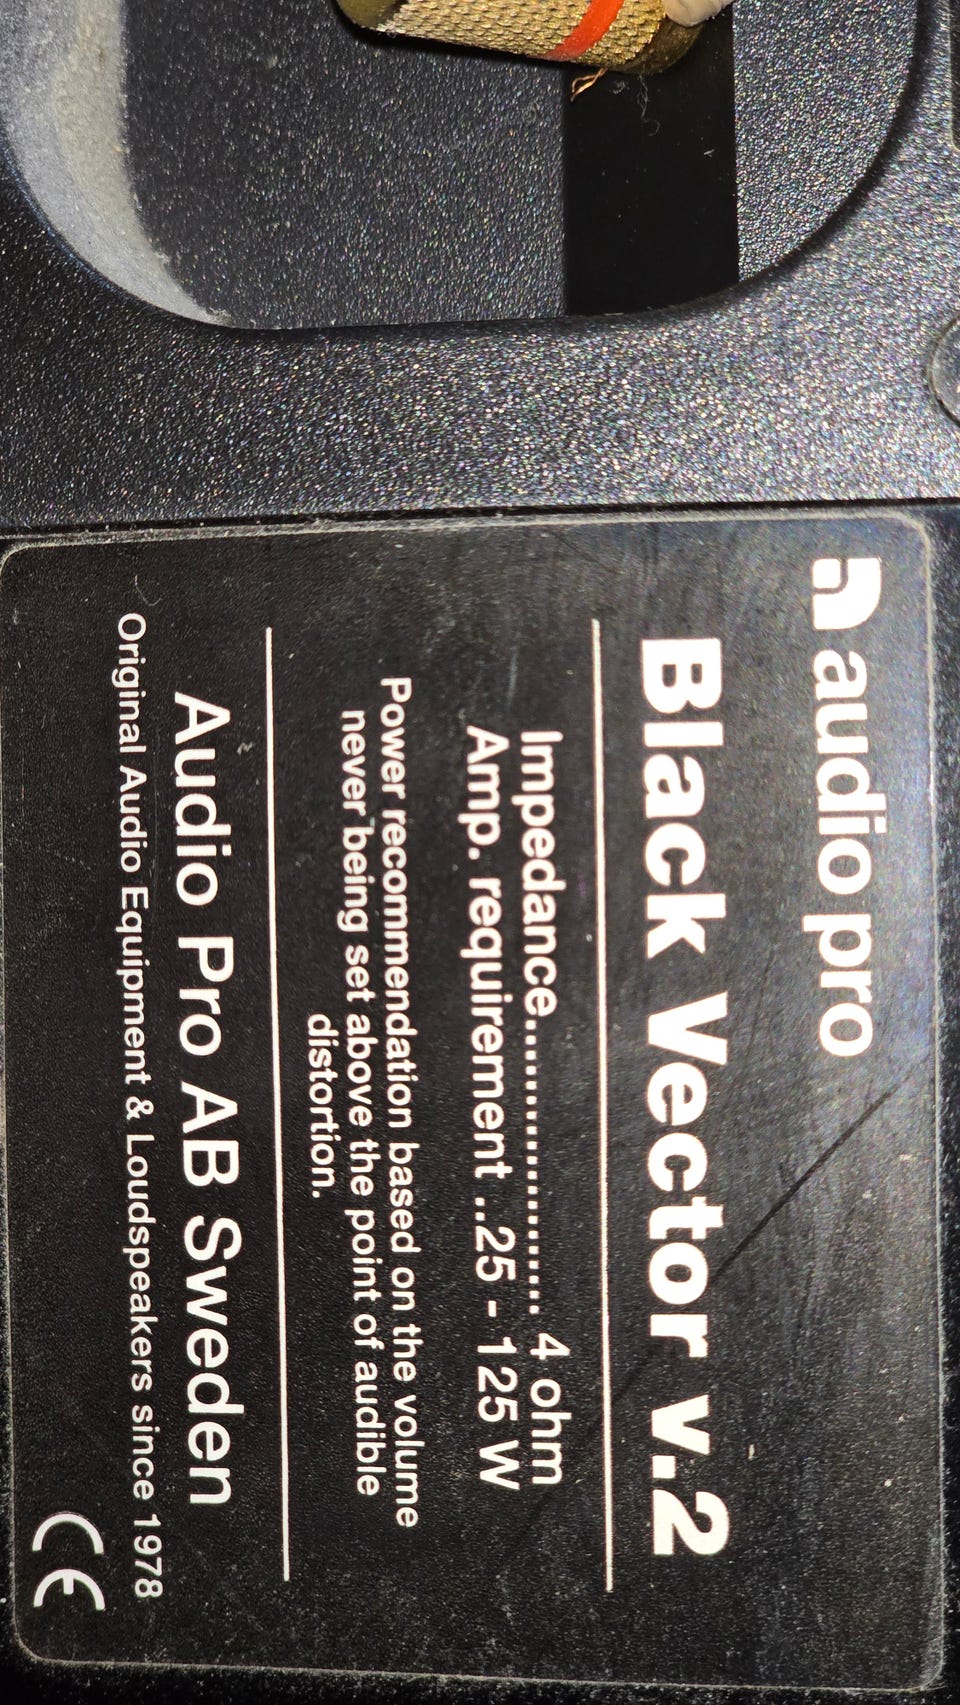 audio pro
Black Vector v.2
Impedance........................ 4 ohm
Amp. requirement ..25 - 125 W
Power recommendation based on the volume
never being set above the point of audible
distortion.
Audio Pro AB Sweden
Original Audio Equipment & Loudspeakers since 1978
CE